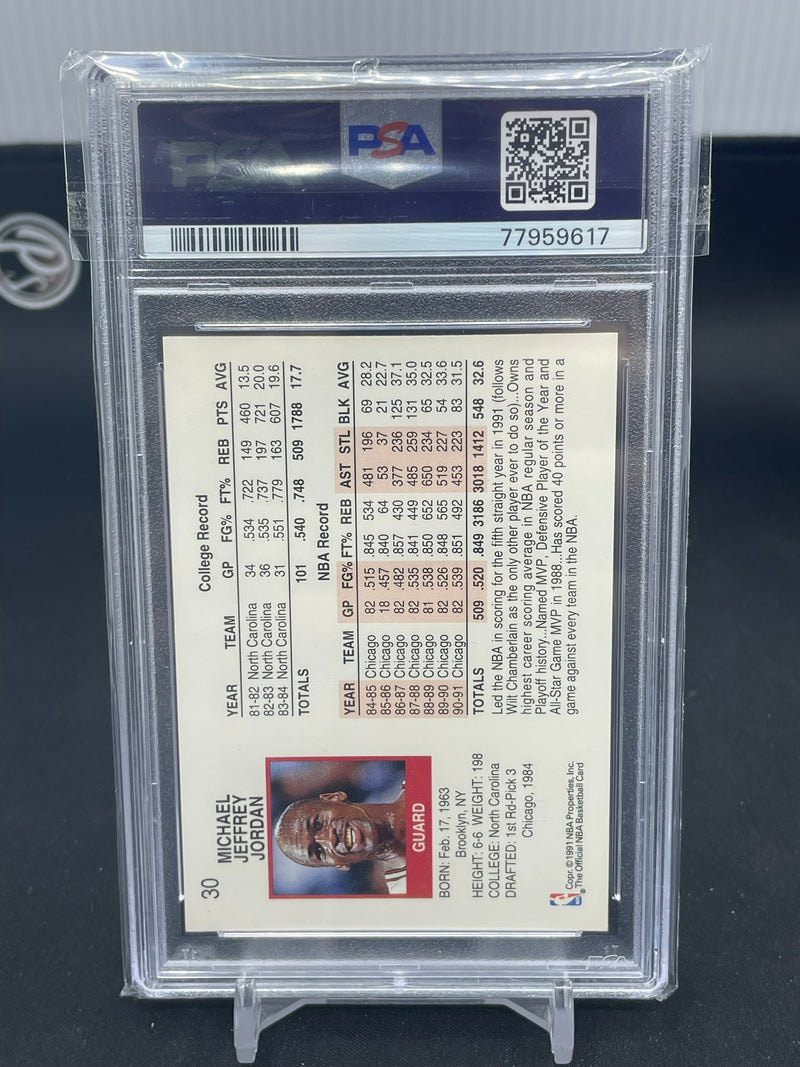 PSA
PSA
77959617
30
MICHAEL
JEFFREY
JORDAN
GUARD
BORN: Feb. 17, 1963
Brooklyn, NY
HEIGHT: 6-6 WEIGHT: 198
COLLEGE: North Carolina
DRAFTED: 1st Rd-Pick 3
Chicago, 1984
Copr. © 1991 NBA Properties, Inc.
® The Official NBA Basketball Card
College Record
YEAR TEAM GP FG% FT% REB PTS AVG
81-82 North Carolina 34 .534 .722 149 460 13.5
82-83 North Carolina 36 .535 .737 197 721 20.0
83-84 North Carolina 31 .551 .779 163 607 19.6
TOTALS 101 .540 .748 509 1788 17.7
NBA Record
YEAR TEAM GP FG% FT% REB AST STL BLK AVG
84-85 Chicago 82 .515 .845 534 481 196 69 28.2
85-86 Chicago 18 .457 .840 64 53 37 21 22.7
86-87 Chicago 82 .482 .857 430 377 236 125 37.1
87-88 Chicago 82 .535 .841 .449 485 259 131 35.0
88-89 Chicago 81 .538 .850 652 650 234 65 32.5
89-90 Chicago 82 .526 .848 565 519 227 54 33.6
90-91 Chicago 82 .539 .851 492 453 223 83 31.5
TOTALS 509 .520 .849 3186 3018 1412 548 32.6
Led the NBA in scoring for the fifth straight year in 1991 (follows
Wilt Chamberlain as the only other player ever to do so)...Owns
highest career scoring average in NBA regular season and
Playoff history...Named MVP, Defensive Player of the Year and
All-Star Game MVP in 1988...Has scored 40 points or more in a
game against every team in the NBA.
PSA